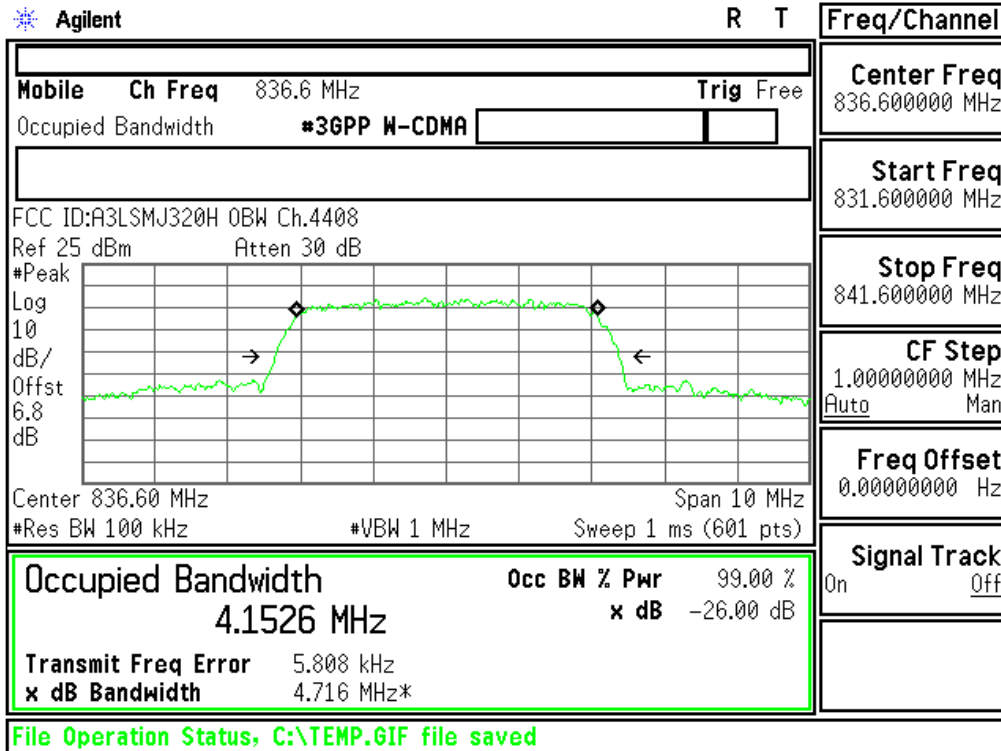 Agilent R T
Freq/Channel
Mobile Ch Freq 836.6 MHz Trig Free
Occupied Bandwidth #3GPP W-CDMA
FCC ID:A3LSMJ320H OBW Ch.4408
Ref 25 dBm Atten 30 dB
#Peak
Log
10
dB/
Offst
6.8
dB
Center 836.60 MHz Span 10 MHz
#Res BW 100 kHz #VBW 1 MHz Sweep 1 ms (601 pts)
Occupied Bandwidth Occ BW % Pwr 99.00 %
4.1526 MHz x dB -26.00 dB
Transmit Freq Error 5.808 kHz
x dB Bandwidth 4.716 MHz*
File Operation Status, C:\TEMP.GIF file saved
Center Freq
836.600000 MHz
Start Freq
831.600000 MHz
Stop Freq
841.600000 MHz
CF Step
1.00000000 MHz
Auto Man
Freq Offset
0.00000000 Hz
Signal Track
On Off